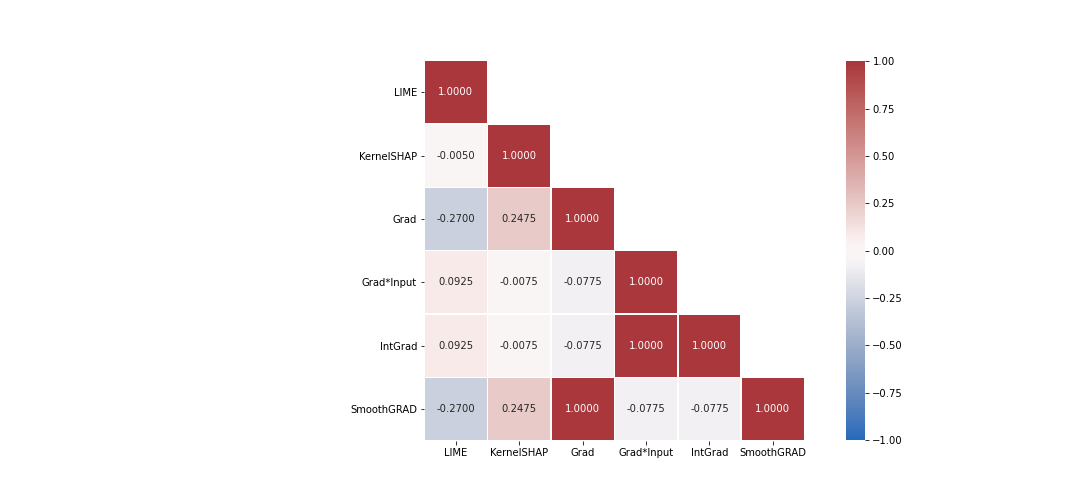 LIME 1.0000
KernelSHAP -0.0050 1.0000
Grad -0.2700 0.2475 1.0000
Grad*Input 0.0925 -0.0075 -0.0775 1.0000
IntGrad 0.0925 -0.0075 -0.0775 1.0000 1.0000
SmoothGRAD -0.2700 0.2475 1.0000 -0.0775 -0.0775 1.0000
LIME KernelSHAP Grad Grad*Input IntGrad SmoothGRAD
1.00
0.75
0.50
0.25
0.00
−0.25
−0.50
−0.75
−1.00